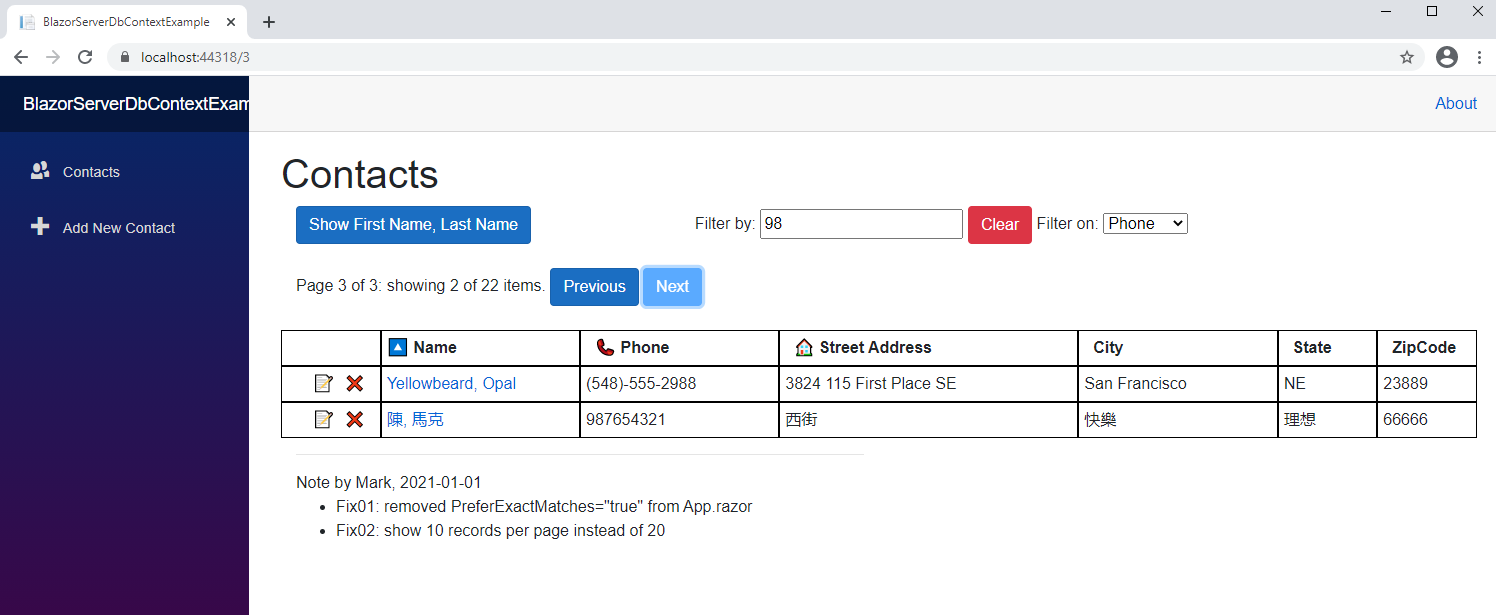 BlazorServerDbContextExample
localhost:44318/3
BlazorServerDbContextExam
About
Contacts
Add New Contact
Contacts
Show First Name, Last Name Filter by: 98 Clear Filter on: Phone
Page 3 of 3: showing 2 of 22 items. Previous Next
Name Phone Street Address City State ZipCode
Yellowbeard, Opal (548)-555-2988 3824 115 First Place SE San Francisco NE 23889
陳, 馬克 987654321 西街 快樂 理想 66666
Note by Mark, 2021-01-01
• Fix01: removed PreferExactMatches="true" from App.razor
• Fix02: show 10 records per page instead of 20